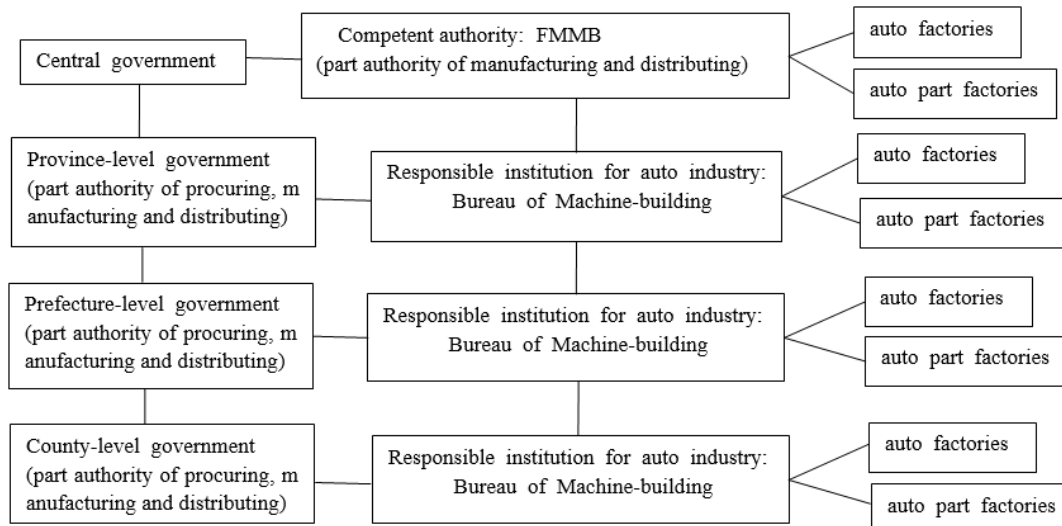 Central government
Competent authority: FMMB
(part authority of manufacturing and distributing)
auto factories
auto part factories
Province-level government
(part authority of procuring, m
anufacturing and distributing)
Responsible institution for auto industry:
Bureau of Machine-building
auto factories
auto part factories
Prefecture-level government
(part authority of procuring, m
anufacturing and distributing)
Responsible institution for auto industry:
Bureau of Machine-building
auto factories
auto part factories
County-level government
(part authority of procuring, m
anufacturing and distributing)
Responsible institution for auto industry:
Bureau of Machine-building
auto factories
auto part factories